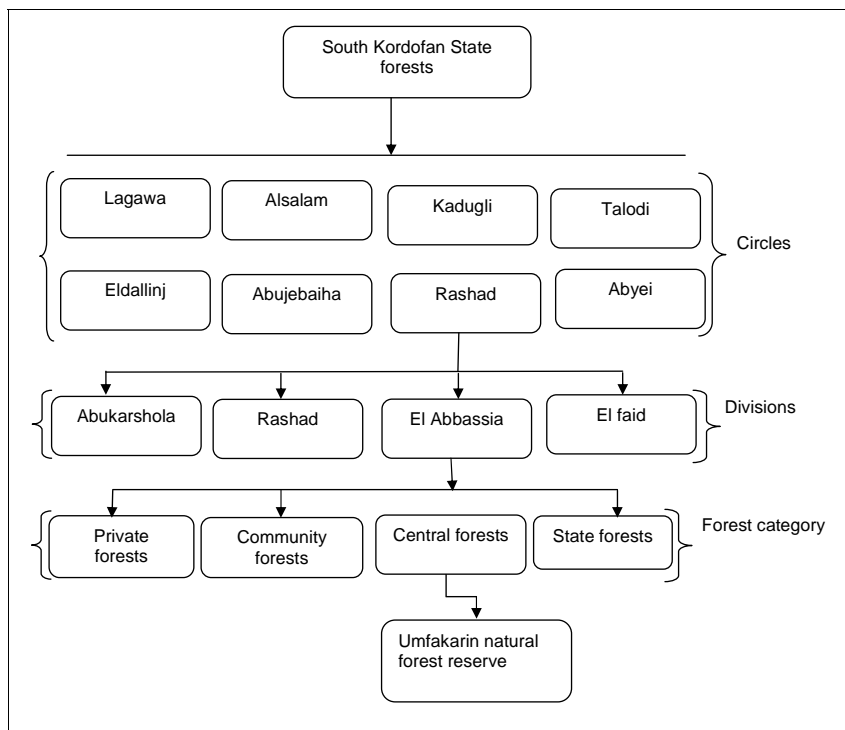 South Kordofan State
forests
Lagawa
Alsalam
Kadugli
Talodi
Circles
Eldallinj
Abujebaiha
Rashad
Abyei
Abukarshola
Rashad
El Abbassia
El faid
Divisions
Private
forests
Community
forests
Central forests
State forests
Forest category
Umfakarin natural
forest reserve